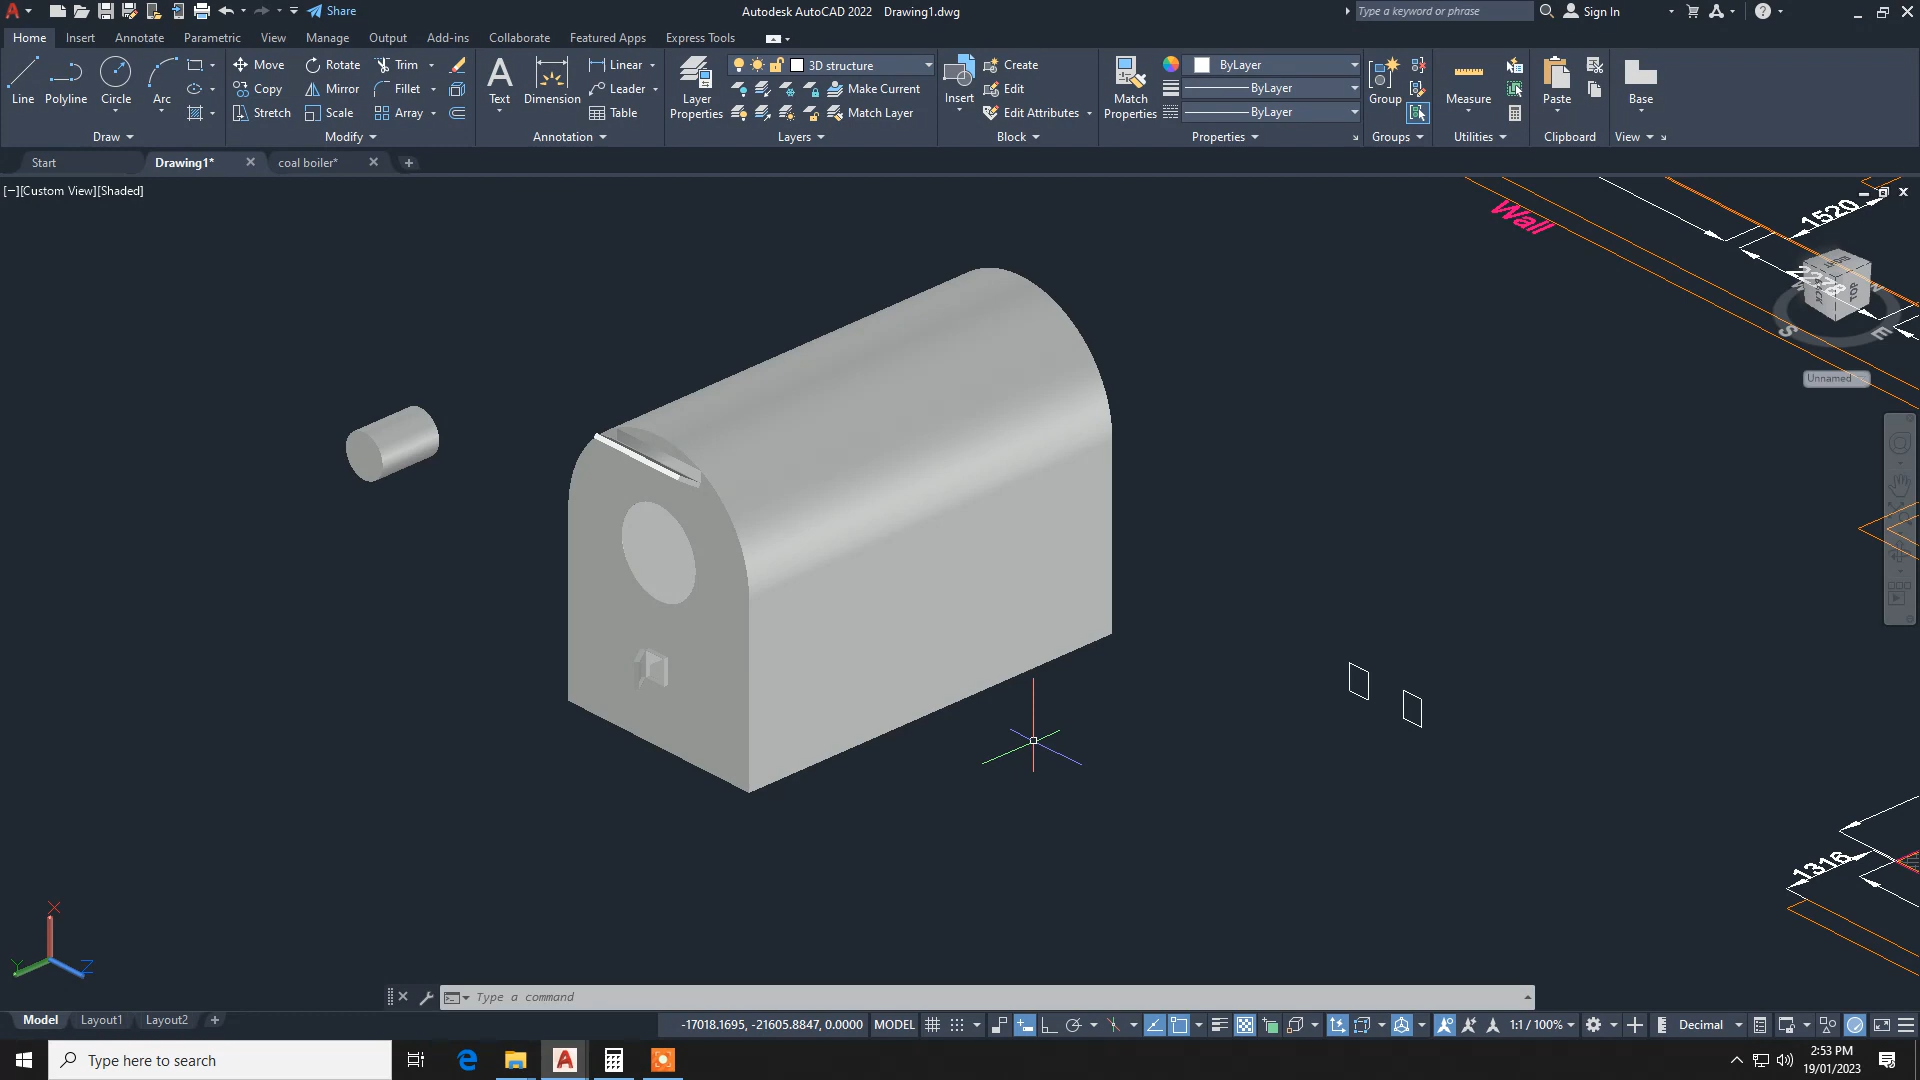 Share
Autodesk AutoCAD 2022 Drawing1.dwg
Type a keyword or phrase
Sign In
Home Insert Annotate Parametric View Manage Output Add-ins Collaborate Featured Apps Express Tools
Line Polyline Circle Arc
Move Rotate Trim
Copy Mirror Fillet
Stretch Scale Array
Text Dimension
Linear
Leader
Table
Layer Properties
3D structure
Make Current
Match Layer
Insert
Create
Edit
Edit Attributes
Match Properties
ByLayer
ByLayer
ByLayer
Group
Measure
Paste
Base
Draw Modify Annotation Layers Block Properties Groups Utilities Clipboard View
Start Drawing1* coal boiler*
[−][Custom View][Shaded]
Wall
1520
2278
TOP
S
E
Unnamed
1316
X
Y
Z
Type a command
Model Layout1 Layout2
-17018.1695, -21605.8847, 0.0000 MODEL
1:1 / 100%
Decimal
Type here to search
2:53 PM
19/01/2023